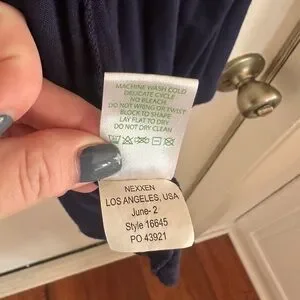 MACHINE WASH COLD
DELICATE CYCLE
NO BLEACH
DO NOT WRING OR TWIST
BLOCK TO SHAPE
LAY FLAT TO DRY
DO NOT DRY CLEAN
NEXXEN
LOS ANGELES, USA
June- 2
Style 16645
PO 43921